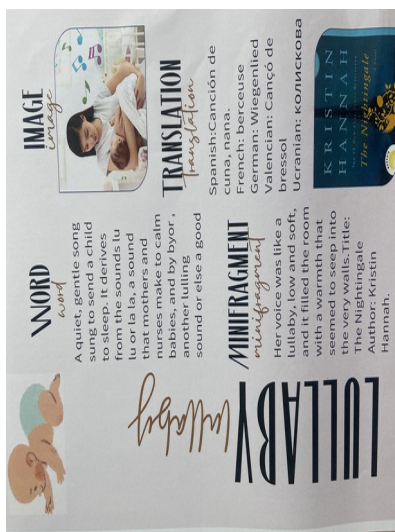 LULLABY
lullaby
WORD
word
A quiet, gentle song
sung to send a child
to sleep. It derives
from the sounds lu
lu or la la, a sound
that mothers and
nurses make to calm
babies, and by byor ,
another lulling
sound or else a good
IMAGE
image
MINIFRAGMENT
minifragment
Her voice was like a
lullaby, low and soft,
and it filled the room
with a warmth that
seemed to seep into
the very walls.Title:
The Nightingale
Author: Kristin
Hannah.
TRANSLATION
translation
Spanish:Canción de
cuna, nana.
French: berceuse
German: Wiegenlied
Valencian: Cançó de
bressol
Ucranian: колискова
KRISTIN
HANNAH
The Nightingale